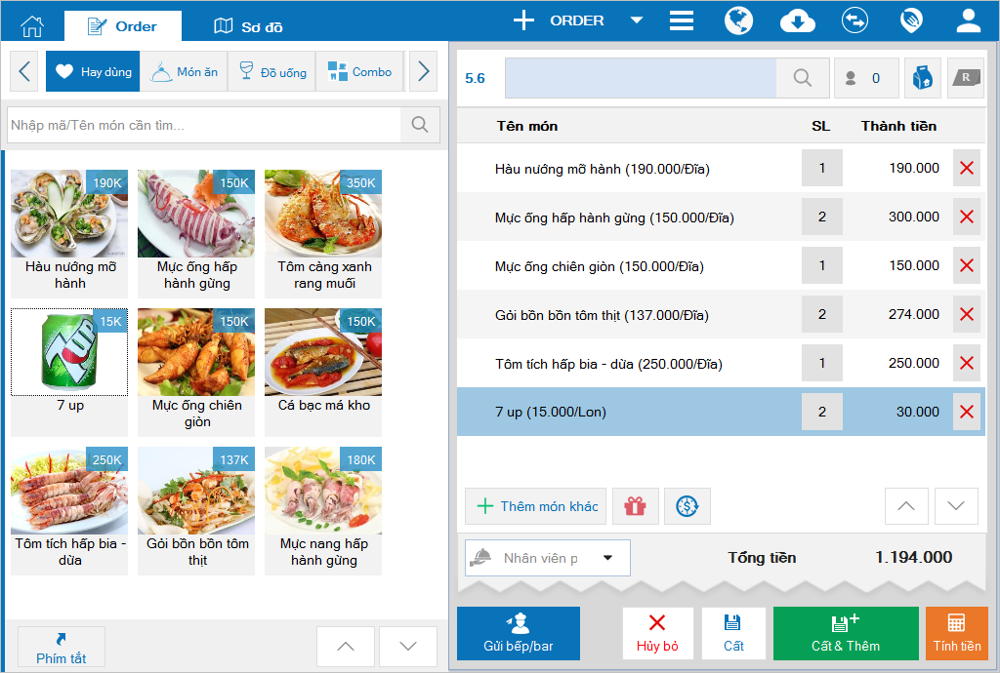 Order
Sơ đồ
ORDER
Hay dùng
Món ăn
Đồ uống
Combo
Nhập mã/Tên món cần tìm...
190K
Hàu nướng mỡ
hành
150K
Mực ống hấp
hành gừng
350K
Tôm càng xanh
rang muối
15K
7UP
7 up
150K
Mực ống chiên
giòn
150K
Cá bạc má kho
250K
Tôm tích hấp bia -
dừa
137K
Gỏi bồn bồn tôm
thịt
180K
Mực nang hấp
hành gừng
Phím tắt
5.6
0
R
Tên món SL Thành tiền
Hàu nướng mỡ hành (190.000/Đĩa) 1 190.000
Mực ống hấp hành gừng (150.000/Đĩa) 2 300.000
Mực ống chiên giòn (150.000/Đĩa) 1 150.000
Gỏi bồn bồn tôm thịt (137.000/Đĩa) 2 274.000
Tôm tích hấp bia - dừa (250.000/Đĩa) 1 250.000
7 up (15.000/Lon) 2 30.000
Thêm món khác
Nhân viên p
Tổng tiền 1.194.000
Gửi bếp/bar
Hủy bỏ
Cất
Cất & Thêm
Tính tiền